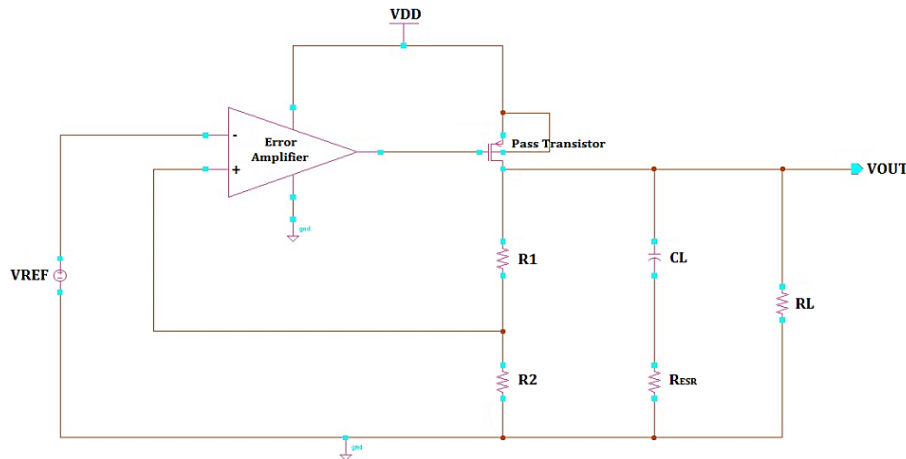 VDD
-
Error
Amplifier
+
Pass Transistor
VOUT
gnd
VREF
R1
CL
RL
R2
RESR
gnd